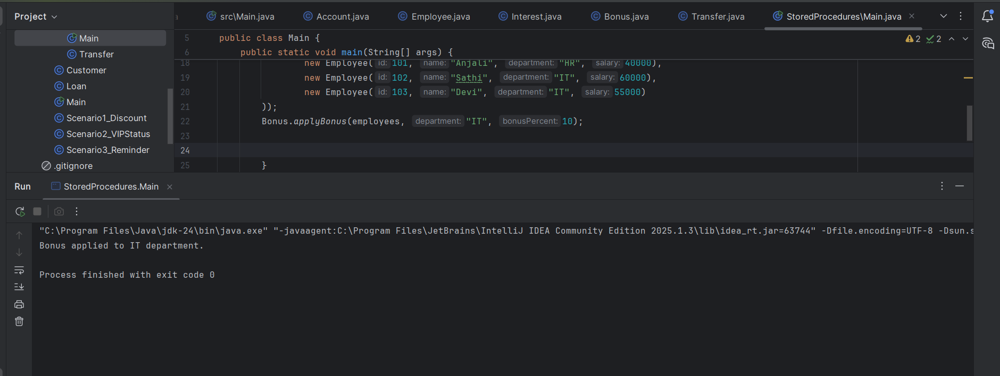 Project
src\Main.java
Account.java
Employee.java
Interest.java
Bonus.java
Transfer.java
StoredProcedures\Main.java
Main
Transfer
Customer
Loan
Main
Scenario1_Discount
Scenario2_VIPStatus
Scenario3_Reminder
.gitignore
2 2
5 public class Main {
6 public static void main(String[] args) {
18 new Employee( id: 101, name: "Anjali", department: "HR", salary: 40000),
19 new Employee( id: 102, name: "Sathi", department: "IT", salary: 60000),
20 new Employee( id: 103, name: "Devi", department: "IT", salary: 55000)
21 ));
22 Bonus.applyBonus(employees, department: "IT", bonusPercent: 10);
23
24
25 }
Run
StoredProcedures.Main
"C:\Program Files\Java\jdk-24\bin\java.exe" "-javaagent:C:\Program Files\JetBrains\IntelliJ IDEA Community Edition 2025.1.3\lib\idea_rt.jar=63744" -Dfile.encoding=UTF-8 -Dsun.s
Bonus applied to IT department.
Process finished with exit code 0